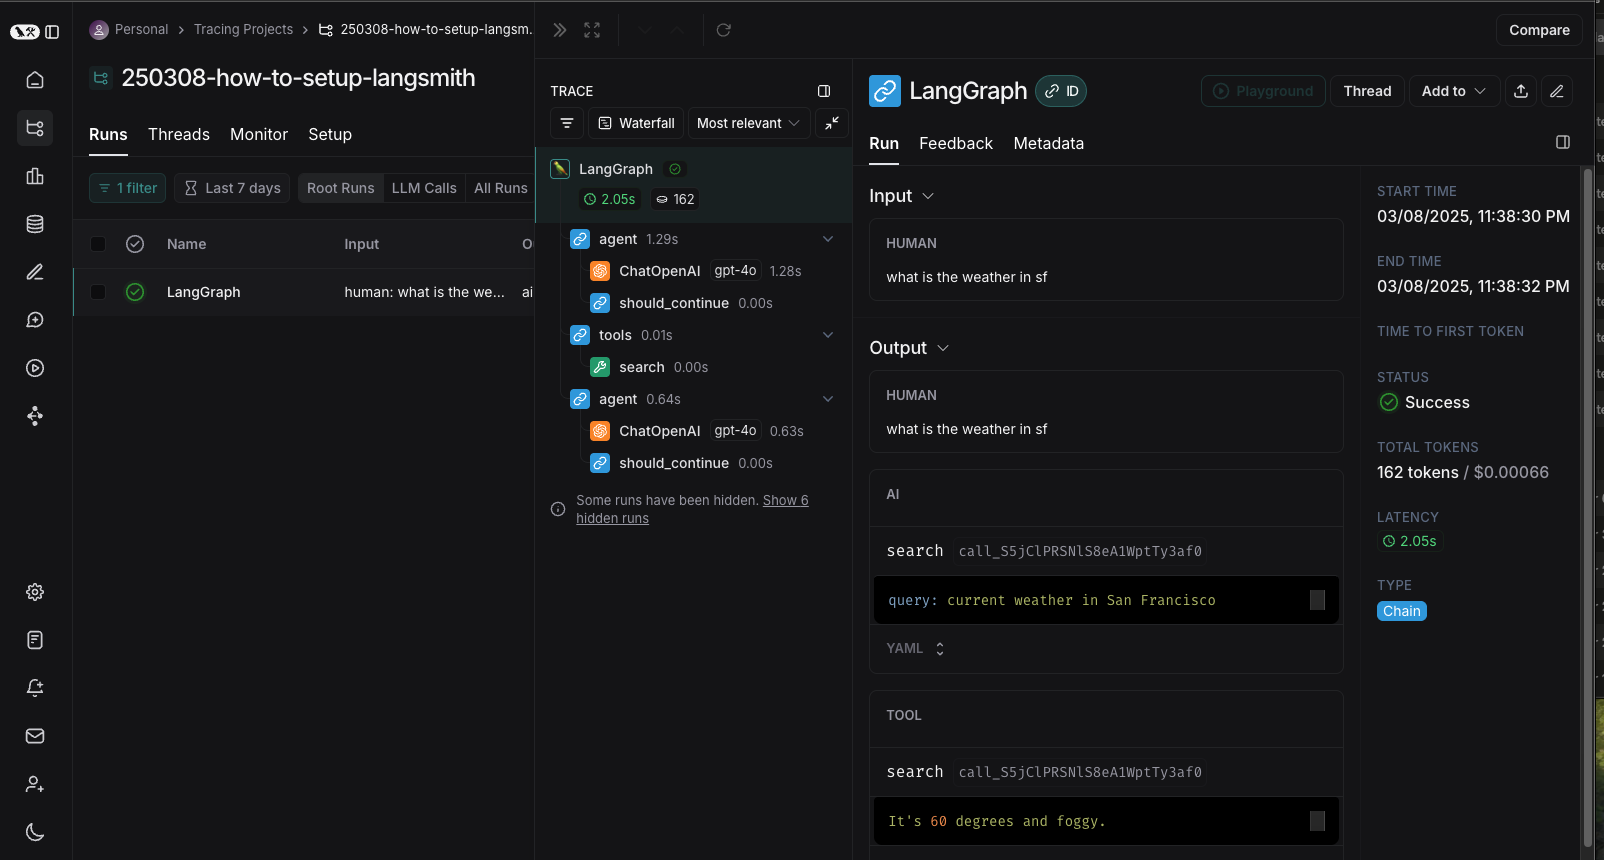 Personal > Tracing Projects > 250308-how-to-setup-langsm...
250308-how-to-setup-langsmith
Runs Threads Monitor Setup
1 filter Last 7 days Root Runs LLM Calls All Runs
Name Input
LangGraph human: what is the we... ai
Compare
TRACE
Waterfall Most relevant
LangGraph
2.05s 162
agent 1.29s
ChatOpenAI gpt-4o 1.28s
should_continue 0.00s
tools 0.01s
search 0.00s
agent 0.64s
ChatOpenAI gpt-4o 0.63s
should_continue 0.00s
Some runs have been hidden. Show 6
hidden runs
LangGraph ID
Playground Thread Add to
Run Feedback Metadata
Input
HUMAN
what is the weather in sf
Output
HUMAN
what is the weather in sf
AI
search call_S5jClPRSNlS8eA1WptTy3af0
query: current weather in San Francisco
YAML
TOOL
search call_S5jClPRSNlS8eA1WptTy3af0
It's 60 degrees and foggy.
START TIME
03/08/2025, 11:38:30 PM
END TIME
03/08/2025, 11:38:32 PM
TIME TO FIRST TOKEN
STATUS
Success
TOTAL TOKENS
162 tokens / $0.00066
LATENCY
2.05s
TYPE
Chain